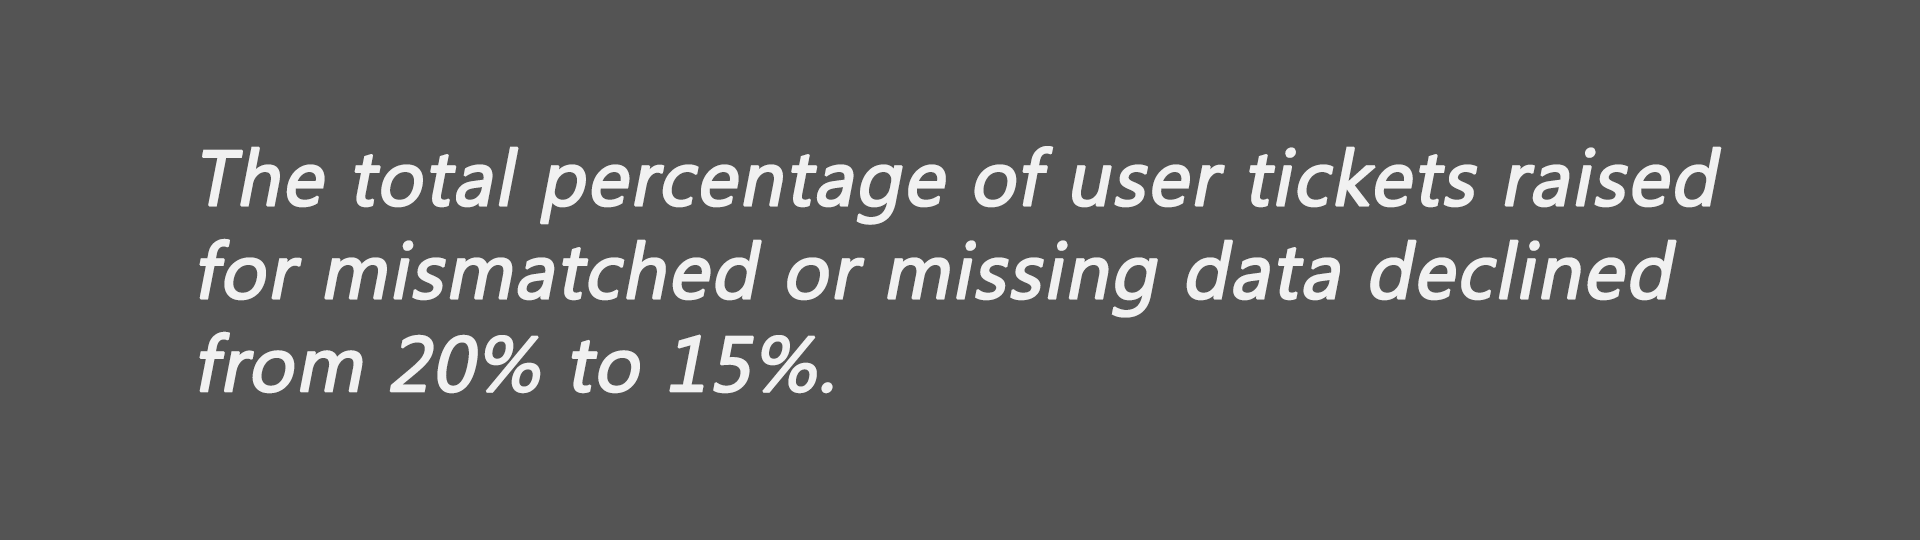 The total percentage of user tickets raised
for mismatched or missing data declined
from 20% to 15%.